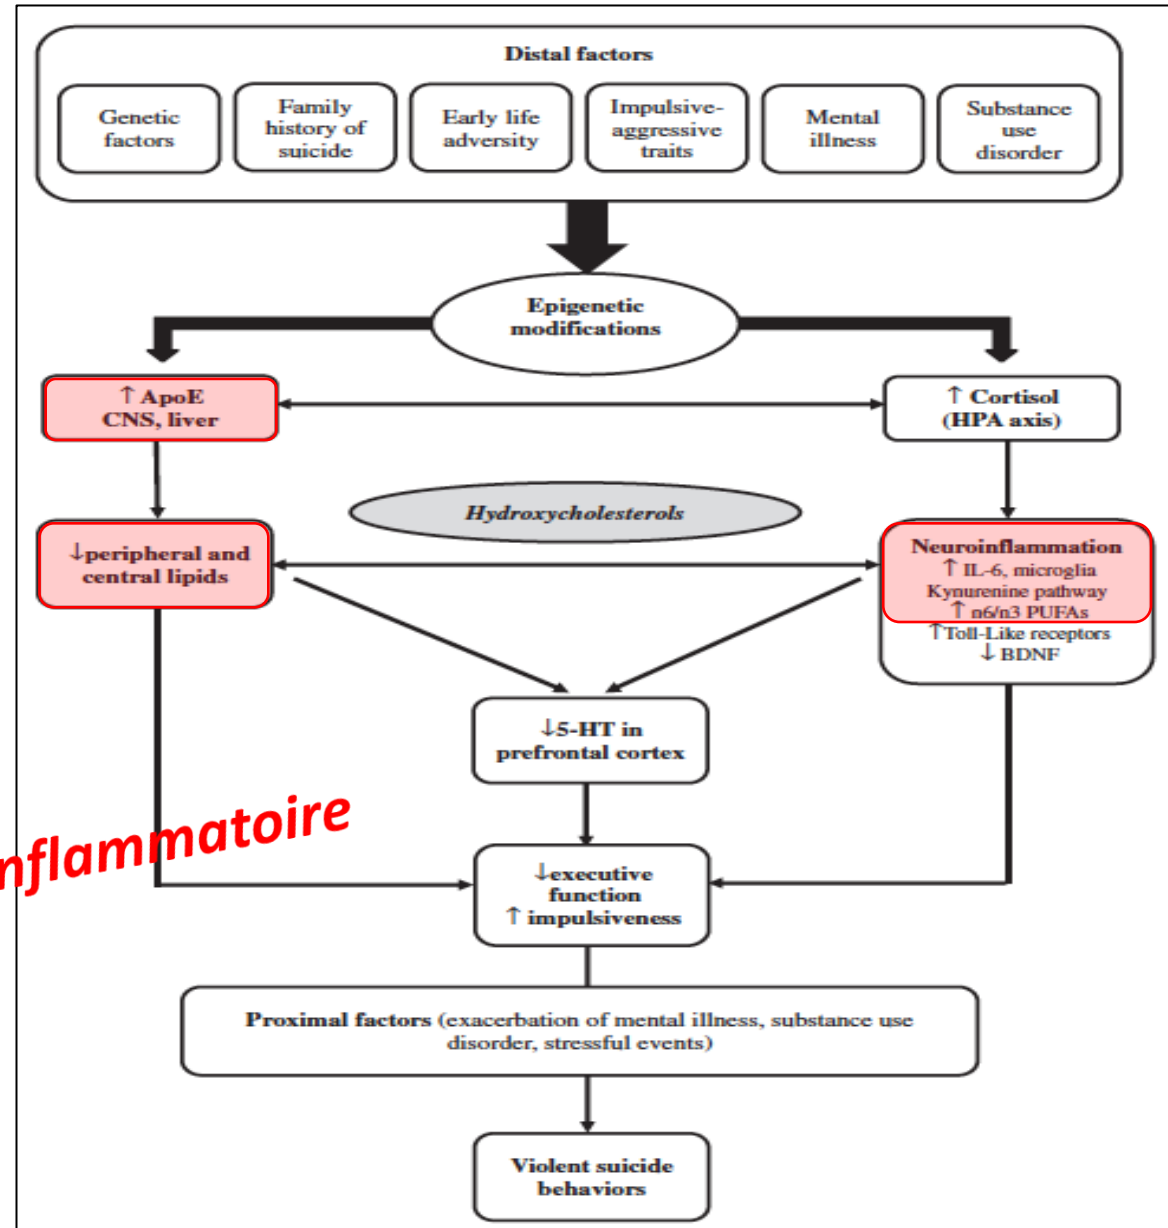 Distal factors
Genetic
factors
Family
history of
suicide
Early life
adversity
Impulsive-
aggressive
traits
Mental
illness
Substance
use
disorder
Epigenetic
modifications
↑ ApoE
CNS, liver
↑ Cortisol
(HPA axis)
Hydroxycholesterols
↓peripheral and
central lipids
Neuroinflammation
↑ IL-6, microglia
Kynurenine pathway
↑ n6/n3 PUFAs
↑Toll-Like receptors
↓ BDNF
↓5-HT in
prefrontal cortex
nflammatoire
↓executive
function
↑ impulsiveness
Proximal factors (exacerbation of mental illness, substance use
disorder, stressful events)
Violent suicide
behaviors